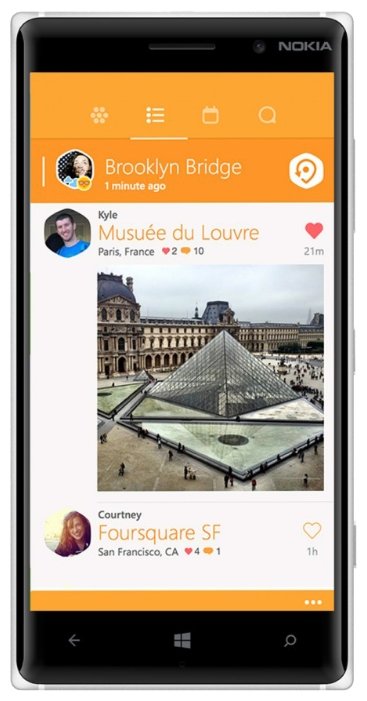 NOKIA
Brooklyn Bridge
1 minute ago
Kyle
Musuée du Louvre
Paris, France 2 10
21m
Courtney
Foursquare SF
San Francisco, CA 4 1
1h